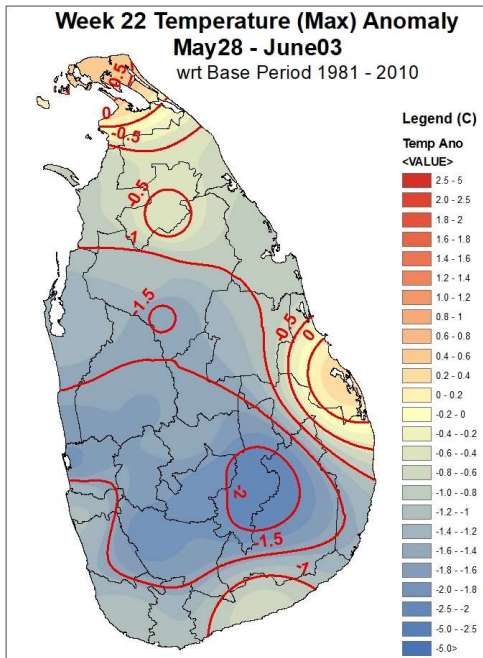 Week 22 Temperature (Max) Anomaly
May28 - June03
wrt Base Period 1981 - 2010
Legend (C)
Temp Ano
<VALUE>
2.5 - 5
2.0 - 2.5
1.8 - 2
1.6 - 1.8
1.4 - 1.6
1.2 - 1.4
1.0 - 1.2
0.8 - 1
0.6 - 0.8
0.4 - 0.6
0.2 - 0.4
0 - 0.2
-0.2 - 0
-0.4 - -0.2
-0.6 - -0.4
-0.8 - -0.6
-1.0 - -0.8
-1.2 - -1
-1.4 - -1.2
-1.6 - -1.4
-1.8 - -1.6
-2.0 - -1.8
-2.5 - -2
-5.0 - -2.5
-5.0>
0.5
0
-0.5
-0.5
-1
-1.5
-0.5
0
-2
-1.5
-1